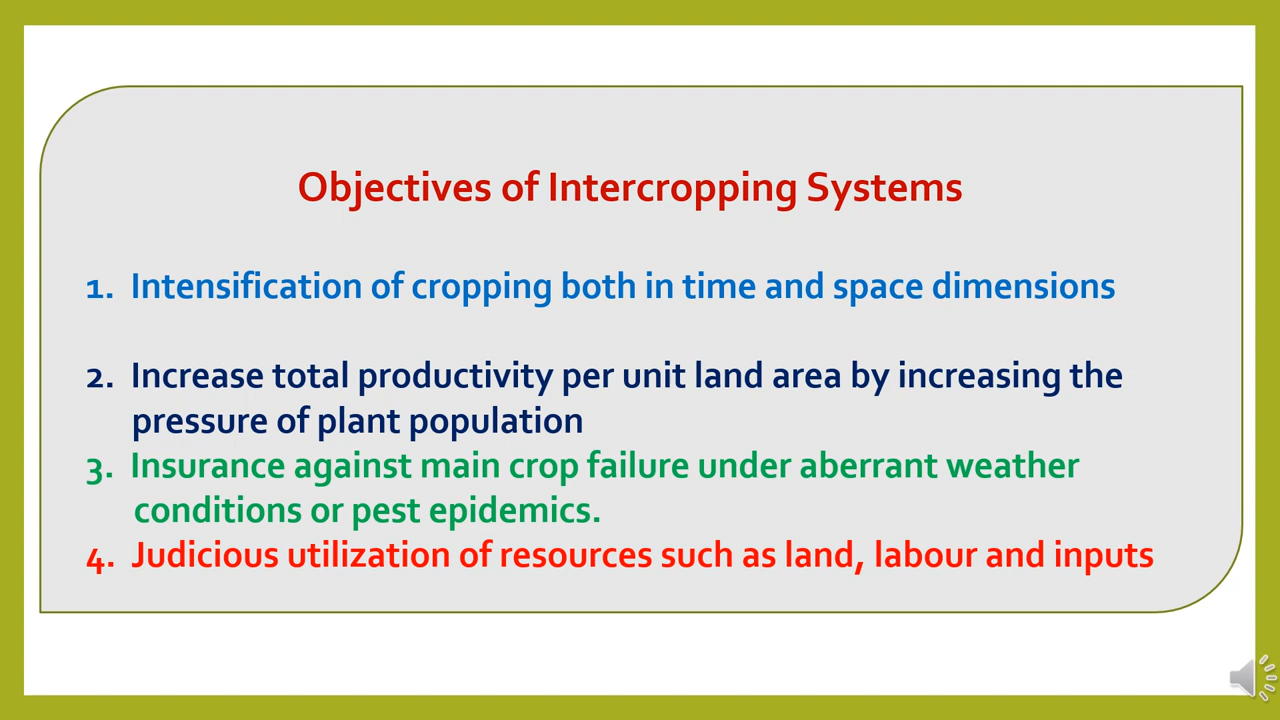 Objectives of Intercropping Systems
1. Intensification of cropping both in time and space dimensions
2. Increase total productivity per unit land area by increasing the
pressure of plant population
3. Insurance against main crop failure under aberrant weather
conditions or pest epidemics.
4. Judicious utilization of resources such as land, labour and inputs